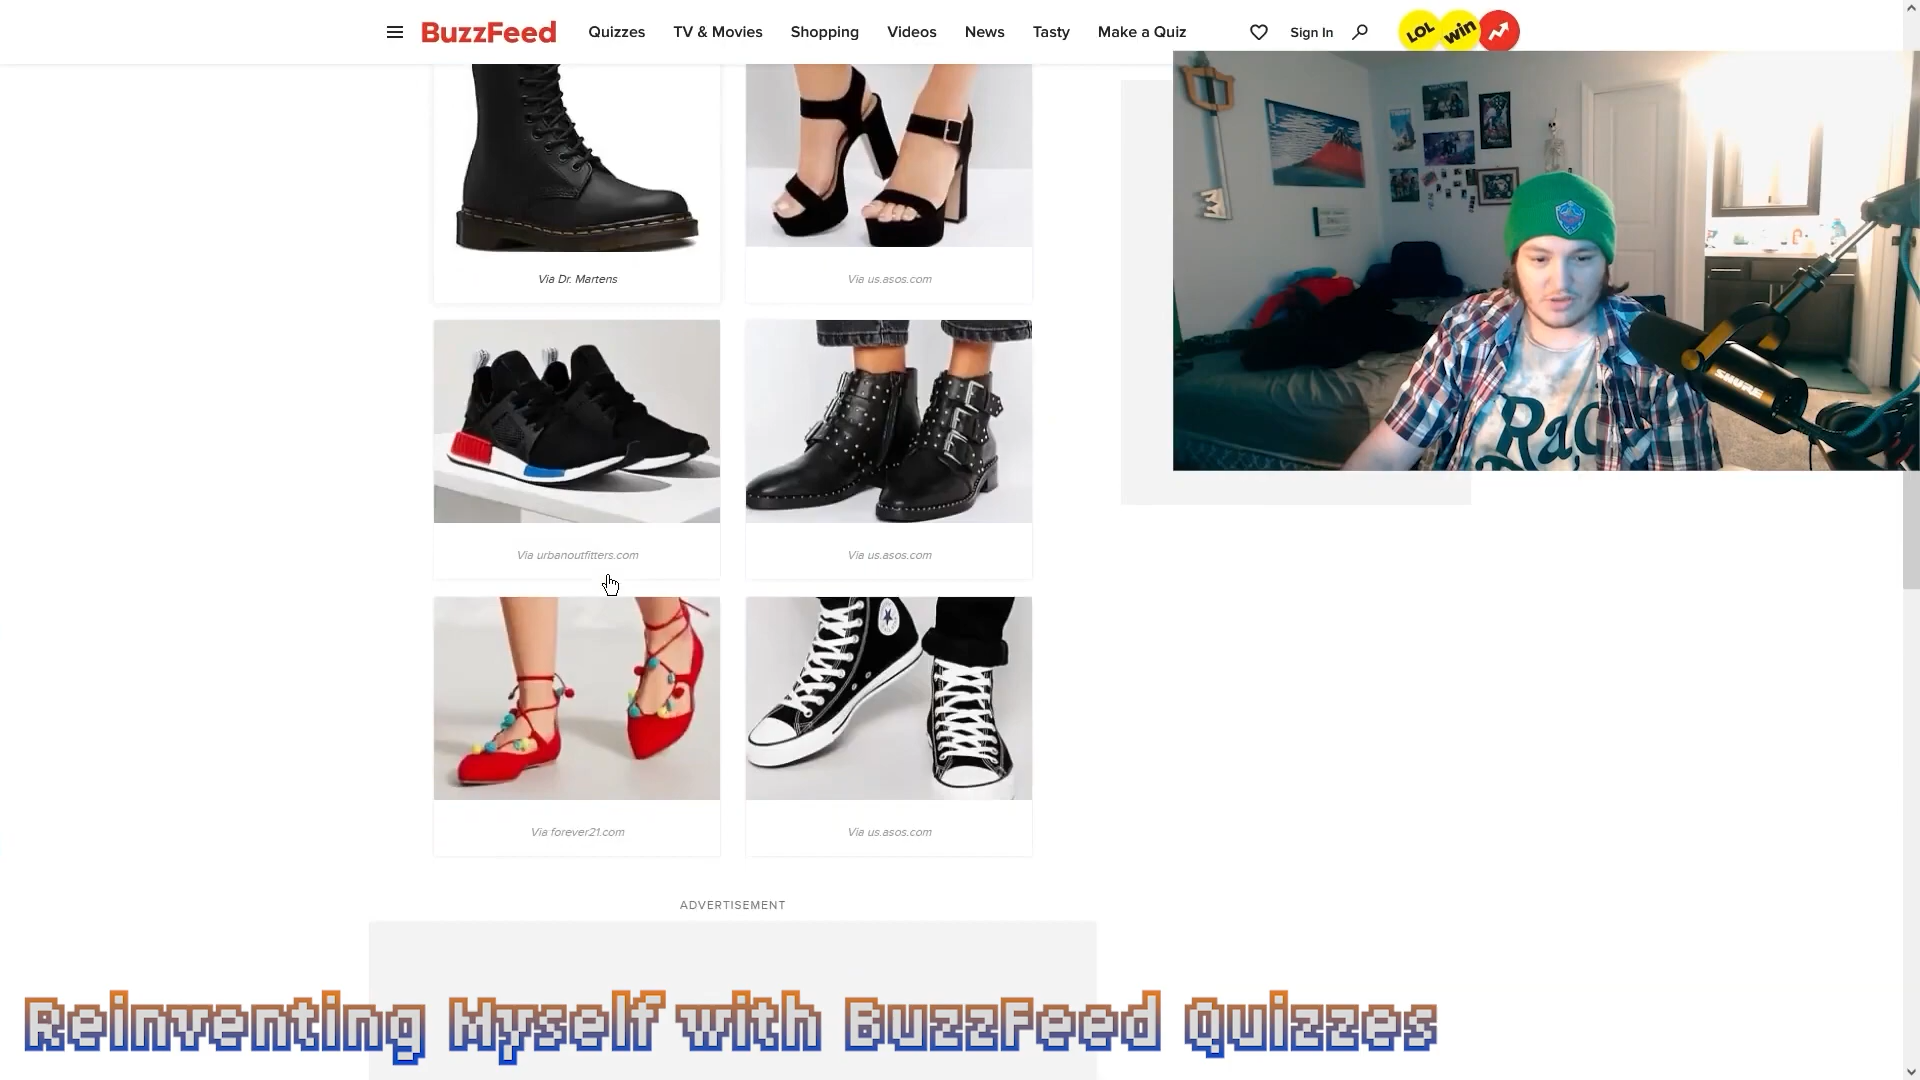 BuzzFeed Quizzes TV & Movies Shopping Videos News Tasty Make a Quiz Sign In LOL win
Via Dr. Martens Via us.asos.com
Via urbanoutfitters.com Via us.asos.com
Via forever21.com Via us.asos.com
SHURE
Rad
ADVERTISEMENT
Reinventing Myself with BuzzFeed Quizzes